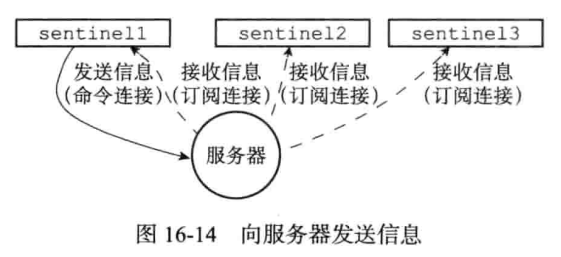 sentinel1 sentinel2 sentinel3
发送信息 接收信息 接收信息 接收信息
(命令连接) (订阅连接) (订阅连接) (订阅连接)
服务器
图 16-14 向服务器发送信息